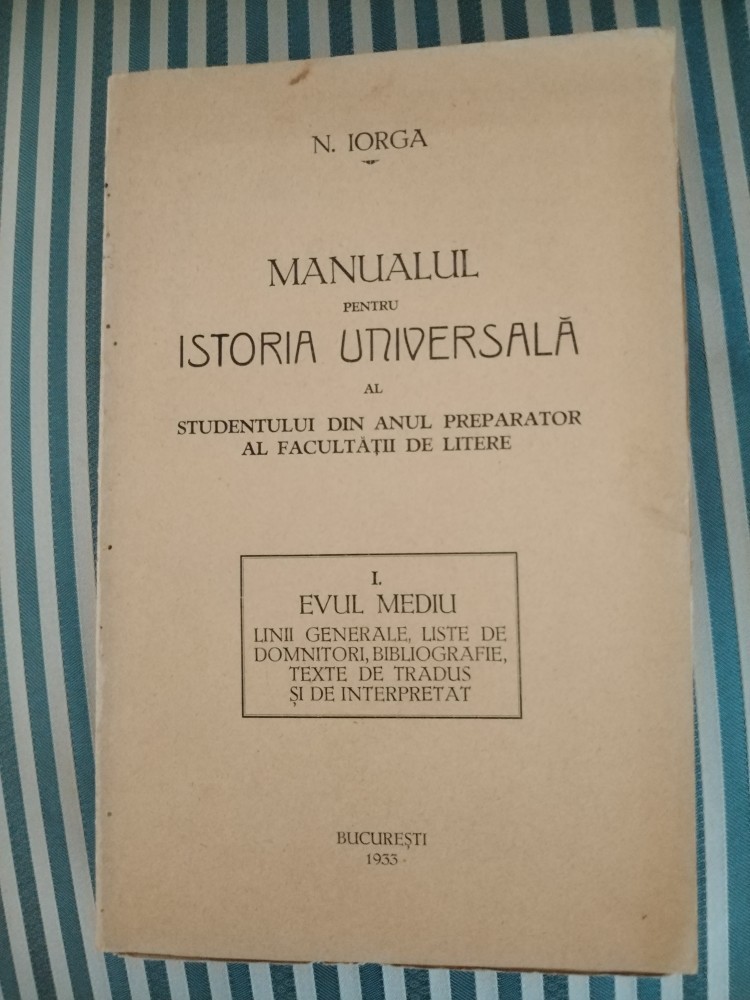 N. IORGA
MANUALUL
PENTRU
ISTORIA UNIVERSALĂ
AL
STUDENTULUI DIN ANUL PREPARATOR
AL FACULTĂȚII DE LITERE
I.
EVUL MEDIU
LINII GENERALE, LISTE DE
DOMNITORI, BIBLIOGRAFIE,
TEXTE DE TRADUS
ȘI DE INTERPRETAT
BUCUREȘTI
1933